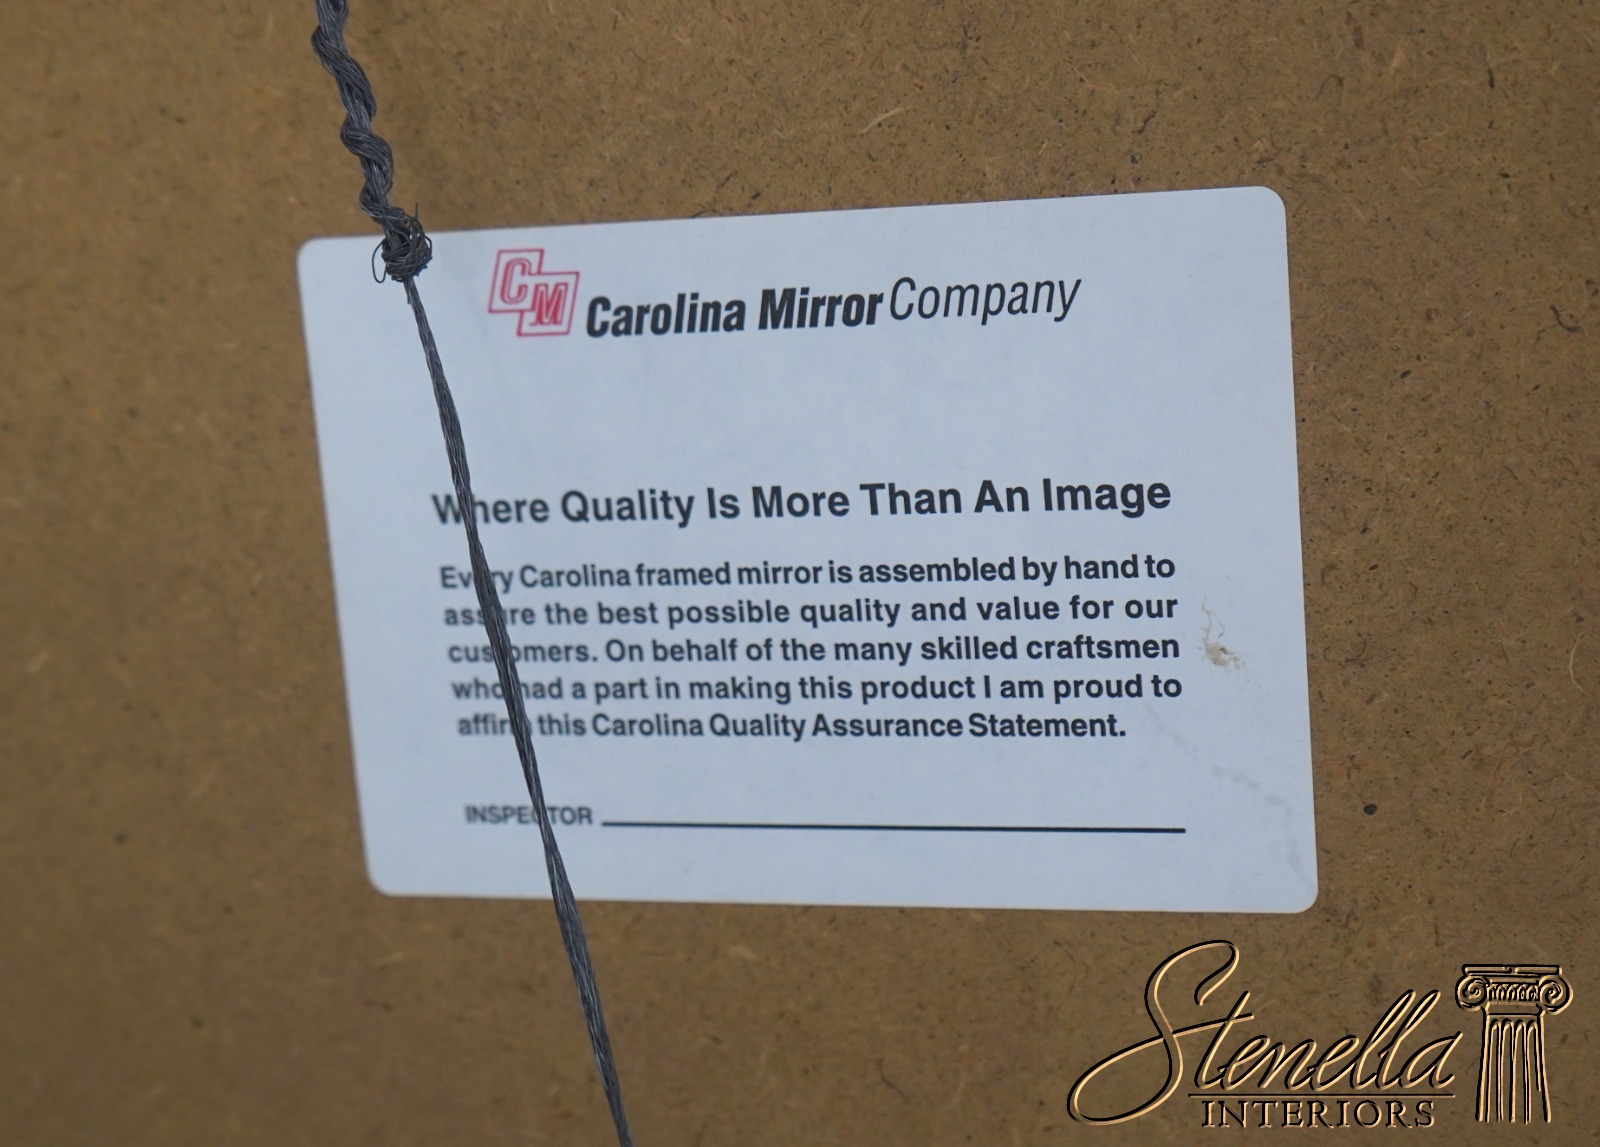 CM Carolina Mirror Company
Where Quality Is More Than An Image
Every Carolina framed mirror is assembled by hand to
assure the best possible quality and value for our
customers. On behalf of the many skilled craftsmen
who had a part in making this product I am proud to
affirm this Carolina Quality Assurance Statement.
INSPECTOR
Stenella
INTERIORS